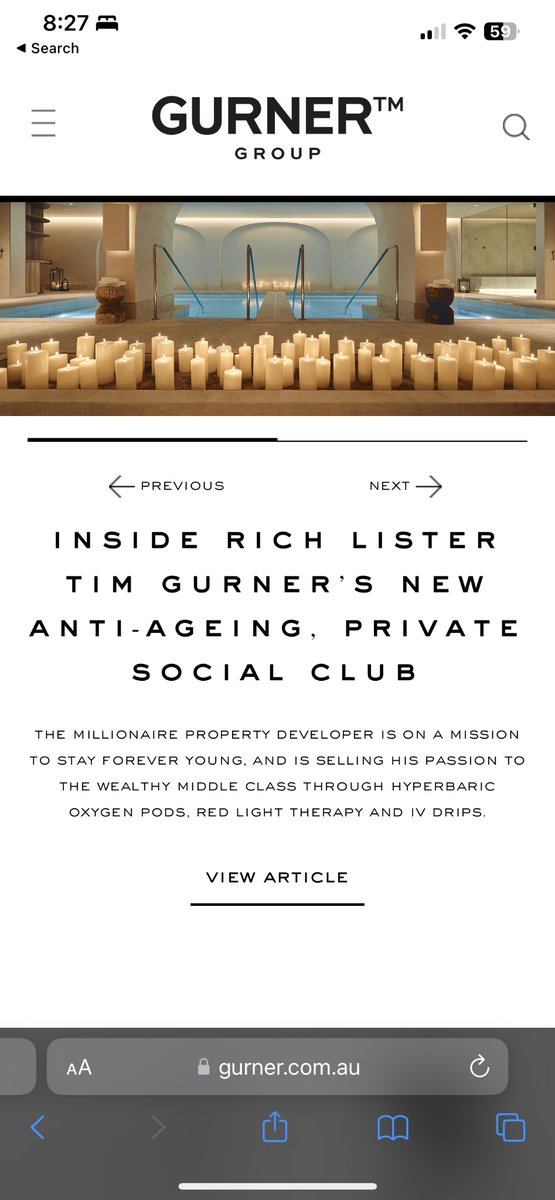 8:27
59
◀ Search
GURNER™
GROUP
PREVIOUS
NEXT
INSIDE RICH LISTER
TIM GURNER'S NEW
ANTI-AGEING, PRIVATE
SOCIAL CLUB
THE MILLIONAIRE PROPERTY DEVELOPER IS ON A MISSION
TO STAY FOREVER YOUNG, AND IS SELLING HIS PASSION TO
THE WEALTHY MIDDLE CLASS THROUGH HYPERBARIC
OXYGEN PODS, RED LIGHT THERAPY AND IV DRIPS.
VIEW ARTICLE
AA
gurner.com.au